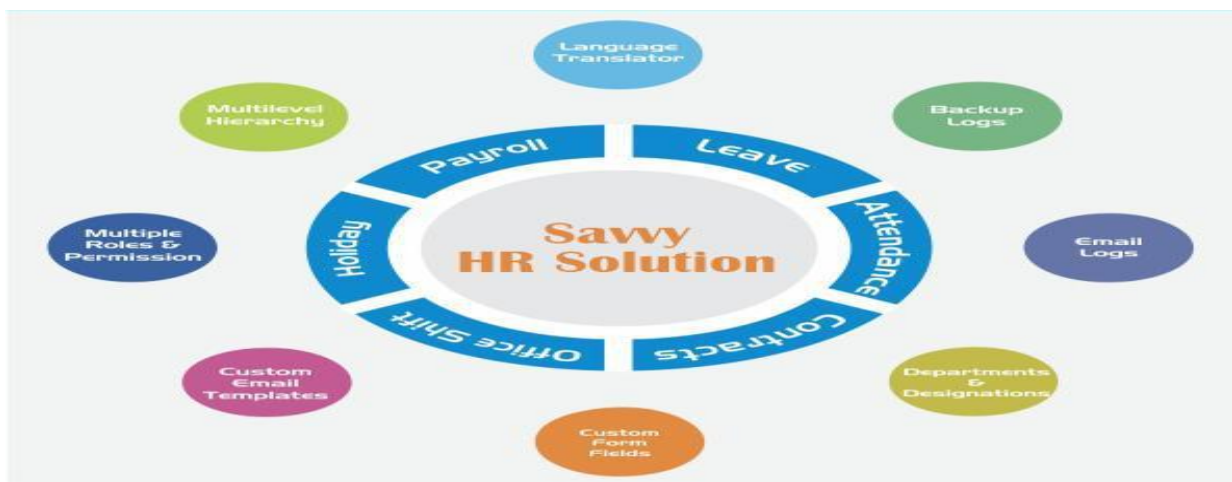 Language
Translator
Multilevel
Hierarchy
Backup
Logs
Payroll
Leave
Multiple
Roles &
Permission
Holiday
Savvy
HR Solution
Attendance
Email
Logs
Office Shift
Contracts
Custom
Email
Templates
Departments
&
Designations
Custom
Form
Fields